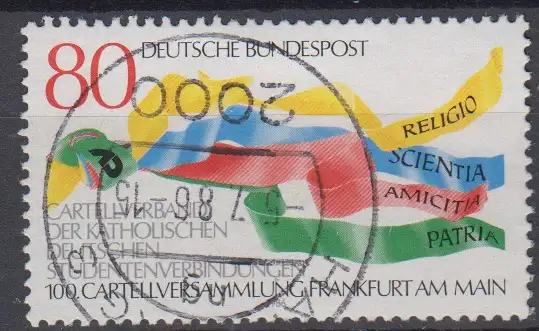 80 DEUTSCHE BUNDESPOST
RELIGIO
SCIENTIA
AMICITIA
PATRIA
CARTELLVERBAND
DER KATHOLISCHEN
DEUTSCHEN
STUDENTENVERBINDUNGEN
100. CARTELLVERSAMMLUNG FRANKFURT AM MAIN
2000
-5.7.86-15